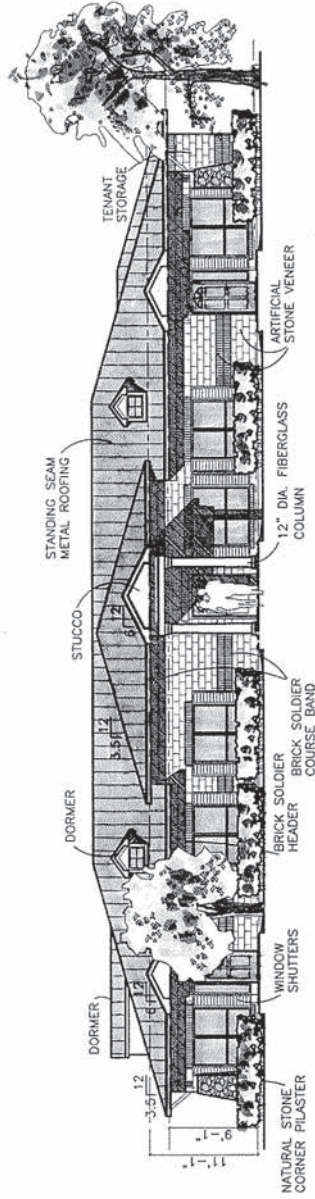 DORMER
DORMER
STUCCO
STANDING SEAM
METAL ROOFING
TENANT
STORAGE
12
3.5
12
6
12
3.5
12
6
11'-1"
9'-1"
NATURAL STONE
CORNER PILASTER
WINDOW
SHUTTERS
BRICK SOLDIER
HEADER
BRICK SOLDIER
COURSE BAND
12" DIA. FIBERGLASS
COLUMN
ARTIFICIAL
STONE VENEER